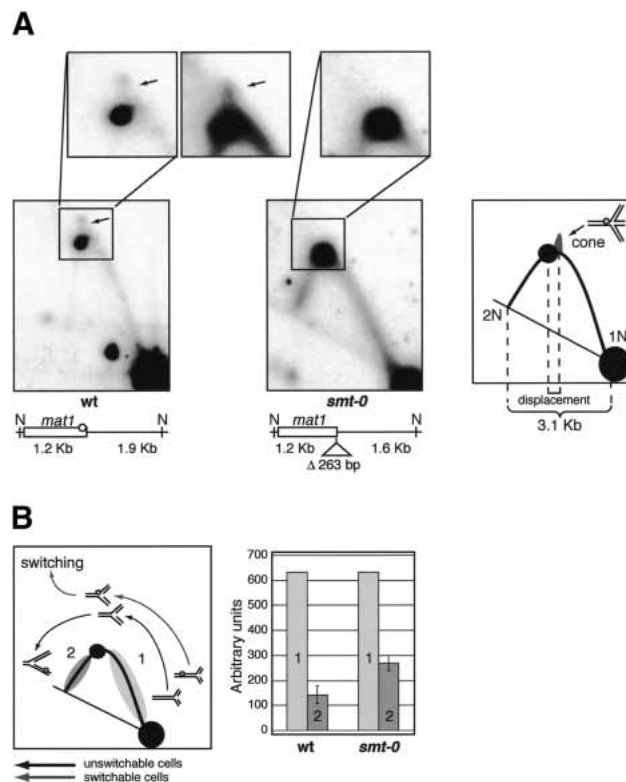 A
cone
2N
1N
displacement
3.1 Kb
wt
smt-0
N mat1 N
1.2 Kb 1.9 Kb
N mat1 N
1.2 Kb 1.6 Kb
Δ 263 bp
B
switching
2 1
unswitchable cells
switchable cells
Arbitrary units
700
600
500
400
300
200
100
0
1 2 1 2
wt smt-0